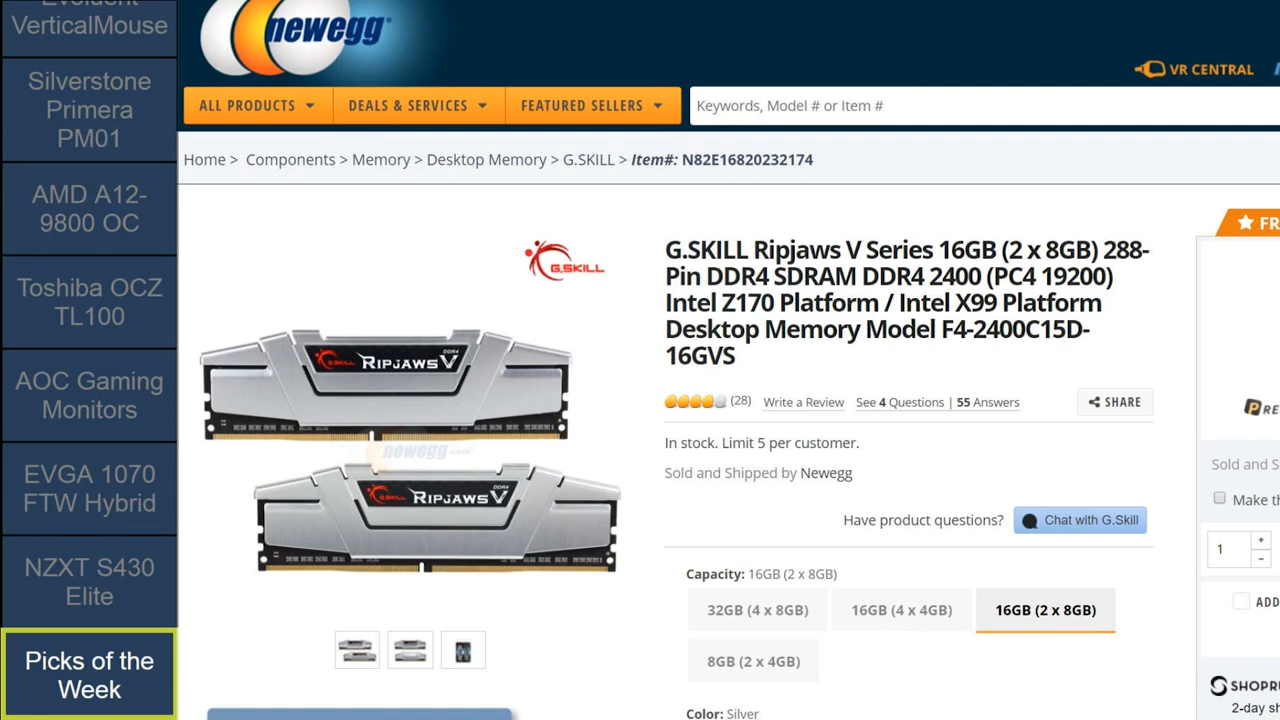 Evoluent
VerticalMouse
Silverstone
Primera
PM01
AMD A12-
9800 OC
Toshiba OCZ
TL100
AOC Gaming
Monitors
EVGA 1070
FTW Hybrid
NZXT S430
Elite
Picks of the
Week
newegg
VR CENTRAL
ALL PRODUCTS
DEALS & SERVICES
FEATURED SELLERS
Keywords, Model # or Item #
Home > Components > Memory > Desktop Memory > G.SKILL > Item#: N82E16820232174
G.SKILL
RIPJAWS V DDR4
newegg.com
RIPJAWS V DDR4
G.SKILL Ripjaws V Series 16GB (2 x 8GB) 288-
Pin DDR4 SDRAM DDR4 2400 (PC4 19200)
Intel Z170 Platform / Intel X99 Platform
Desktop Memory Model F4-2400C15D-
16GVS
(28) Write a Review See 4 Questions | 55 Answers
SHARE
In stock. Limit 5 per customer.
Sold and Shipped by Newegg
Have product questions? Chat with G.Skill
Capacity: 16GB (2 x 8GB)
32GB (4 x 8GB) 16GB (4 x 4GB) 16GB (2 x 8GB)
8GB (2 x 4GB)
Color: Silver
FR
PRE
Sold and S
Make th
1 +
-
ADD
SHOPRU
2-day sh